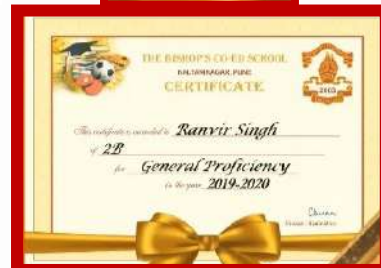 THE BISHOP'S CO-ED SCHOOL
KALYANINAGAR, PUNE
CERTIFICATE
2003
This certificate is awarded to Ranvir Singh
of 2B
for General Proficiency
in the year 2019-2020